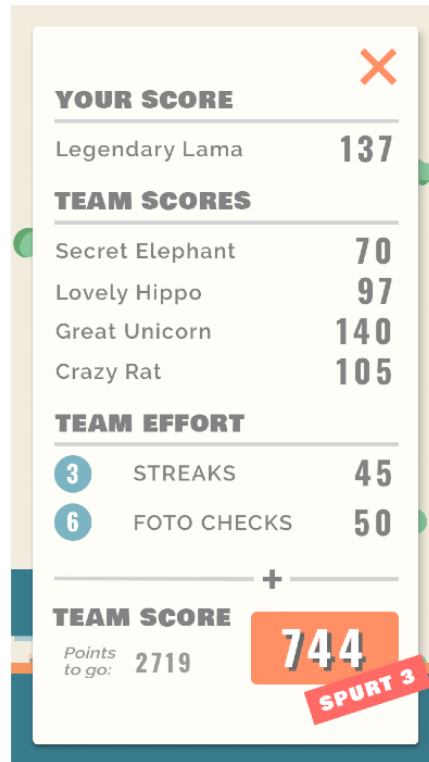 YOUR SCORE
Legendary Lama 137
TEAM SCORES
Secret Elephant 70
Lovely Hippo 97
Great Unicorn 140
Crazy Rat 105
TEAM EFFORT
3 STREAKS 45
6 FOTO CHECKS 50
+
TEAM SCORE 744
Points to go: 2719
SPURT 3